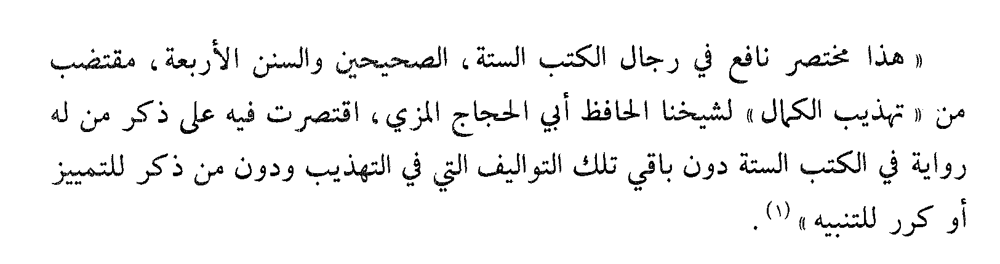 « هذا مختصر نافع في رجال الكتب الستة، الصحيحين والسنن الأربعة، مقتضب
من « تهذيب الكمال » لشيخنا الحافظ أبي الحجاج المزي، اقتصرت فيه على ذكر من له
رواية في الكتب الستة دون باقي تلك التواليف التي في التهذيب ودون من ذكر للتمييز
أو كرر للتنبيه » (١) .